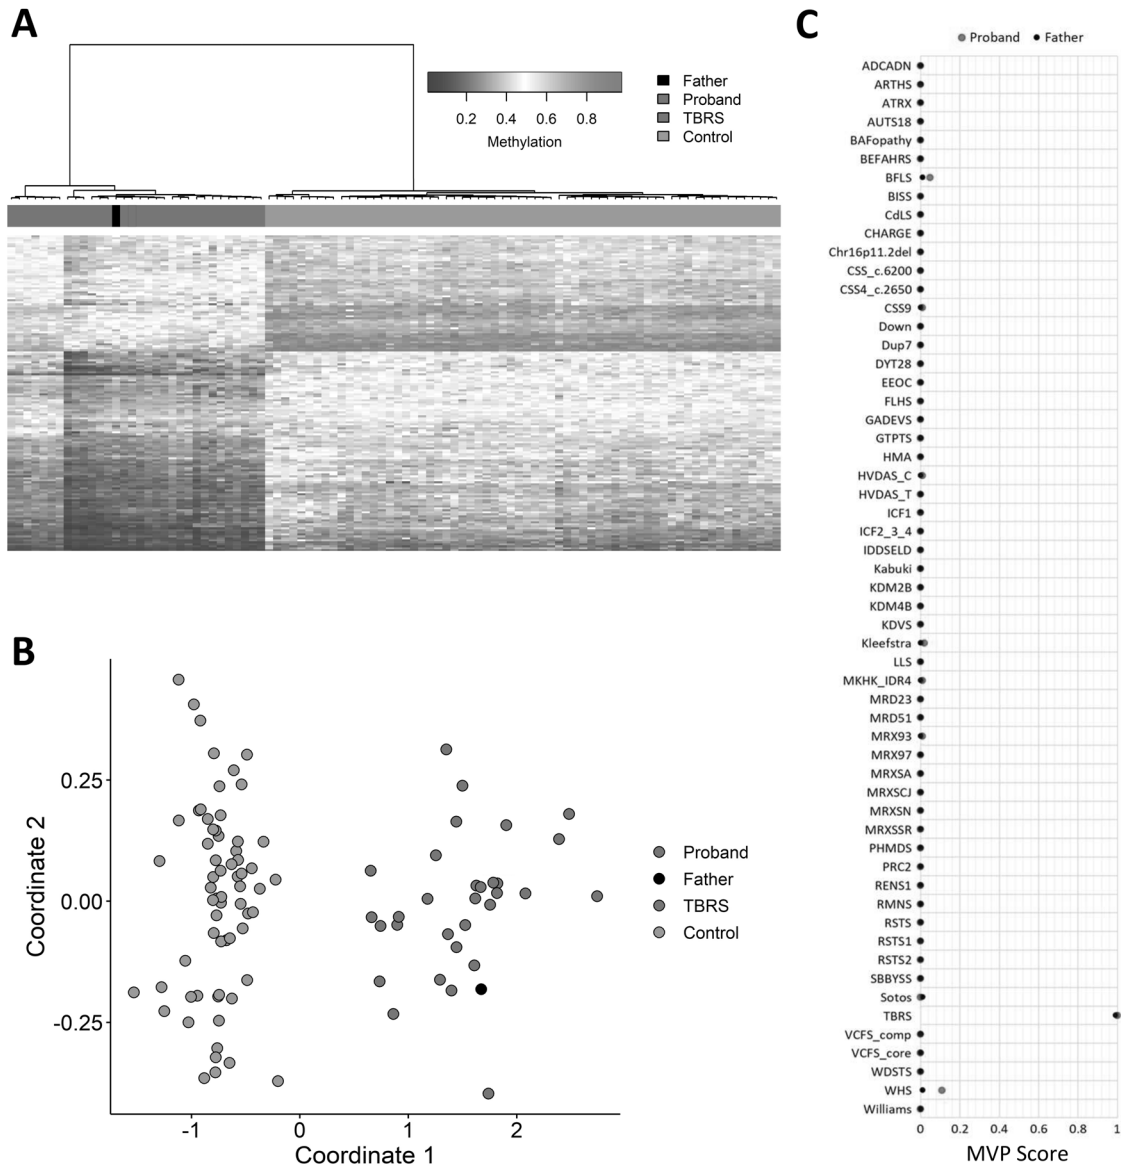 A
0.2 0.4 0.6 0.8
Methylation
Father
Proband
TBRS
Control
B
0.25
0.00
-0.25
-1 0 1 2
Coordinate 1
Coordinate 2
Proband
Father
TBRS
Control
C
Proband Father
ADCADN
ARTHS
ATRX
AUTS18
BAFopathy
BEFAHRS
BFLS
BISS
CdLS
CHARGE
Chr16p11.2del
CSS_c.6200
CSS4_c.2650
CSS9
Down
Dup7
DYT28
EEOC
FLHS
GADEVS
GTPTS
HMA
HVDAS_C
HVDAS_T
ICF1
ICF2_3_4
IDDSELD
Kabuki
KDM2B
KDM4B
KDVS
Kleefstra
LLS
MKHK_IDR4
MRD23
MRD51
MRX93
MRX97
MRXSA
MRXSCJ
MRXSN
MRXSSR
PHMDS
PRC2
RENS1
RMNS
RSTS
RSTS1
RSTS2
SBBYSS
Sotos
TBRS
VCFS_comp
VCFS_core
WDSTS
WHS
Williams
0 0.2 0.4 0.6 0.8 1
MVP Score